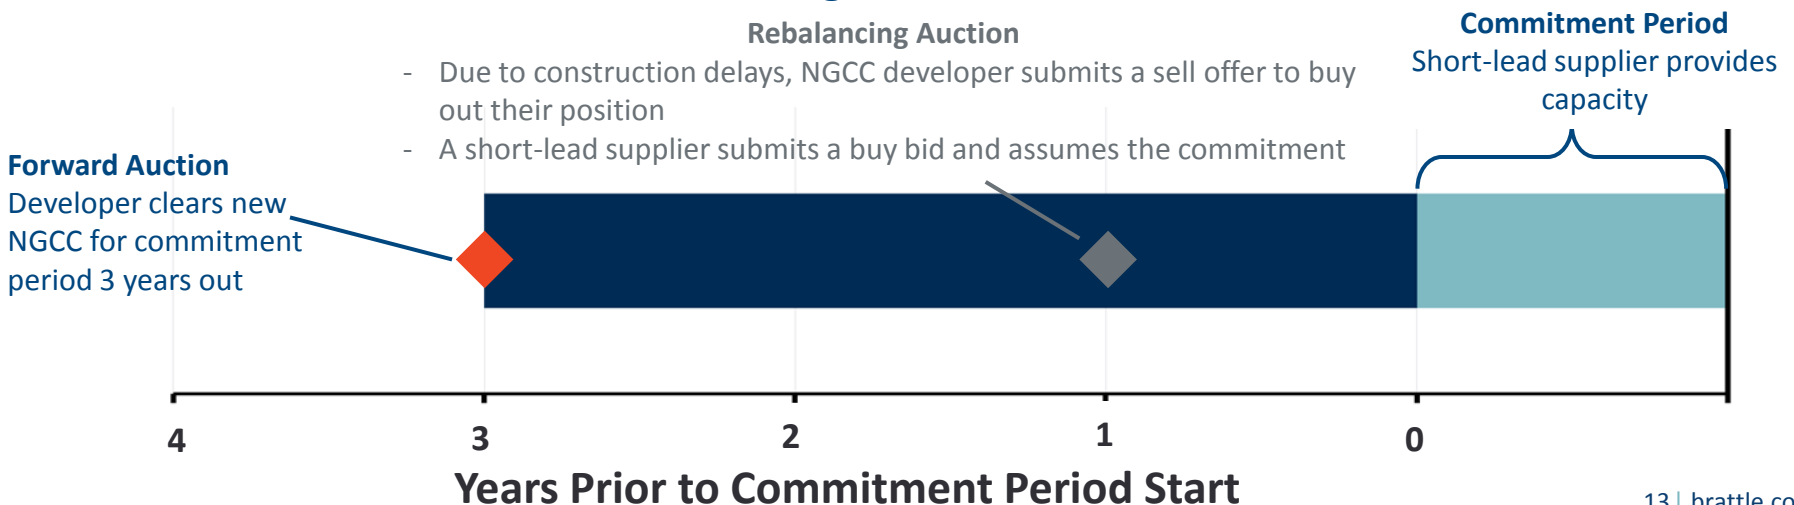 Rebalancing Auction
- Due to construction delays, NGCC developer submits a sell offer to buy
out their position
- A short-lead supplier submits a buy bid and assumes the commitment
Commitment Period
Short-lead supplier provides
capacity
Forward Auction
Developer clears new
NGCC for commitment
period 3 years out
4 3 2 1 0
Years Prior to Commitment Period Start
13 | brattle.co